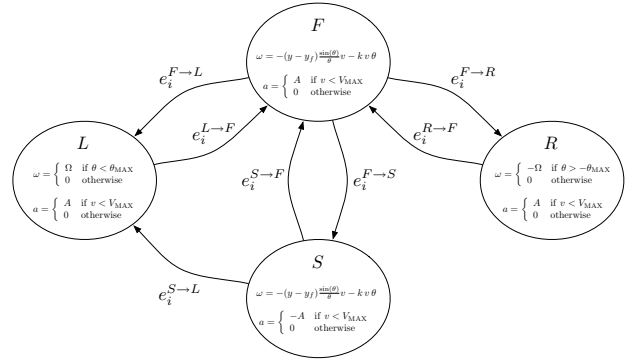 F
ω = −(y − y_f) sin(θ)/θ v − k v θ
a = { A if v < V_MAX
0 otherwise
e_i^{F→L}
e_i^{F→R}
e_i^{L→F}
e_i^{R→F}
L
ω = { Ω if θ < θ_MAX
0 otherwise
a = { A if v < V_MAX
0 otherwise
R
ω = { −Ω if θ > −θ_MAX
0 otherwise
a = { A if v < V_MAX
0 otherwise
e_i^{S→F}
e_i^{F→S}
S
ω = −(y − y_f) sin(θ)/θ v − k v θ
a = { −A if v < V_MAX
0 otherwise
e_i^{S→L}